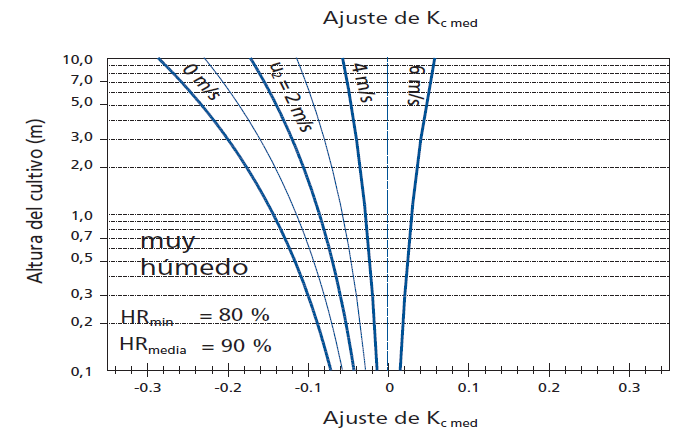 Ajuste de Kc med
Altura del cultivo (m)
10,0
7,0
5,0
3,0
2,0
1,0
0,7
0,5
0,3
0,2
0,1
0 m/s
u2 = 2 m/s
4 m/s
6 m/s
muy
húmedo
HRmin = 80 %
HRmedia = 90 %
-0.3 -0.2 -0.1 0 0.1 0.2 0.3
Ajuste de Kc med